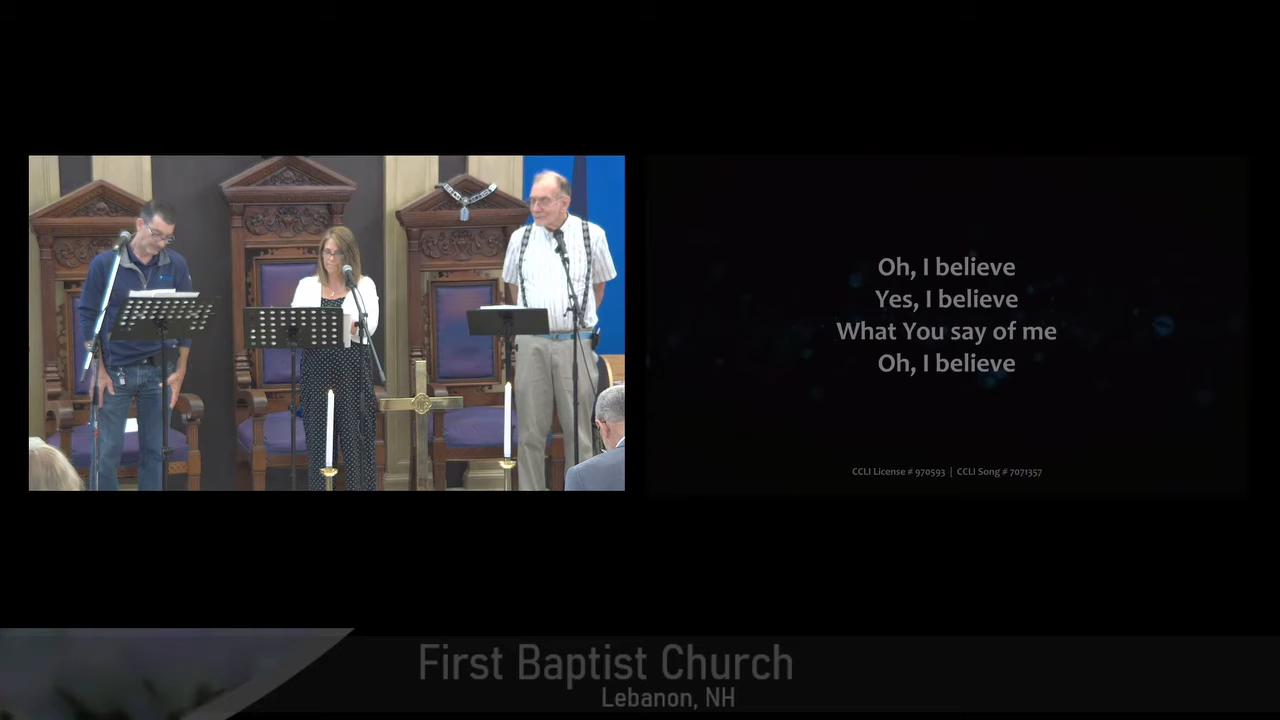 Oh, I believe
Yes, I believe
What You say of me
Oh, I believe
CCLI License # 970593 | CCLI Song # 7071357
First Baptist Church
Lebanon, NH